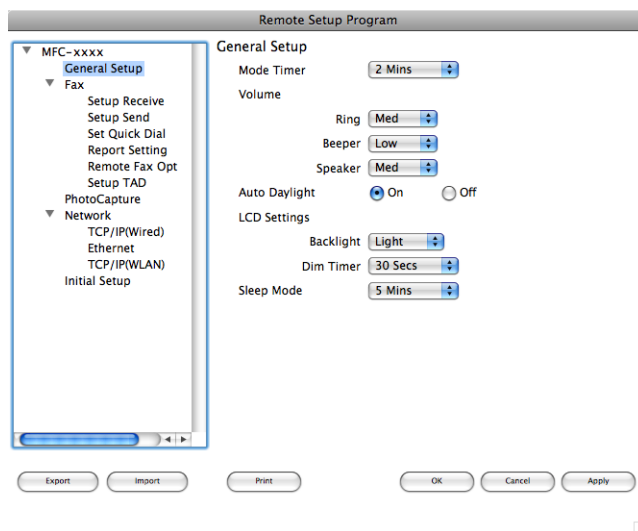 Remote Setup Program
MFC-xxxx
General Setup
Fax
Setup Receive
Setup Send
Set Quick Dial
Report Setting
Remote Fax Opt
Setup TAD
PhotoCapture
Network
TCP/IP(Wired)
Ethernet
TCP/IP(WLAN)
Initial Setup
General Setup
Mode Timer 2 Mins
Volume
Ring Med
Beeper Low
Speaker Med
Auto Daylight On Off
LCD Settings
Backlight Light
Dim Timer 30 Secs
Sleep Mode 5 Mins
Export Import Print OK Cancel Apply